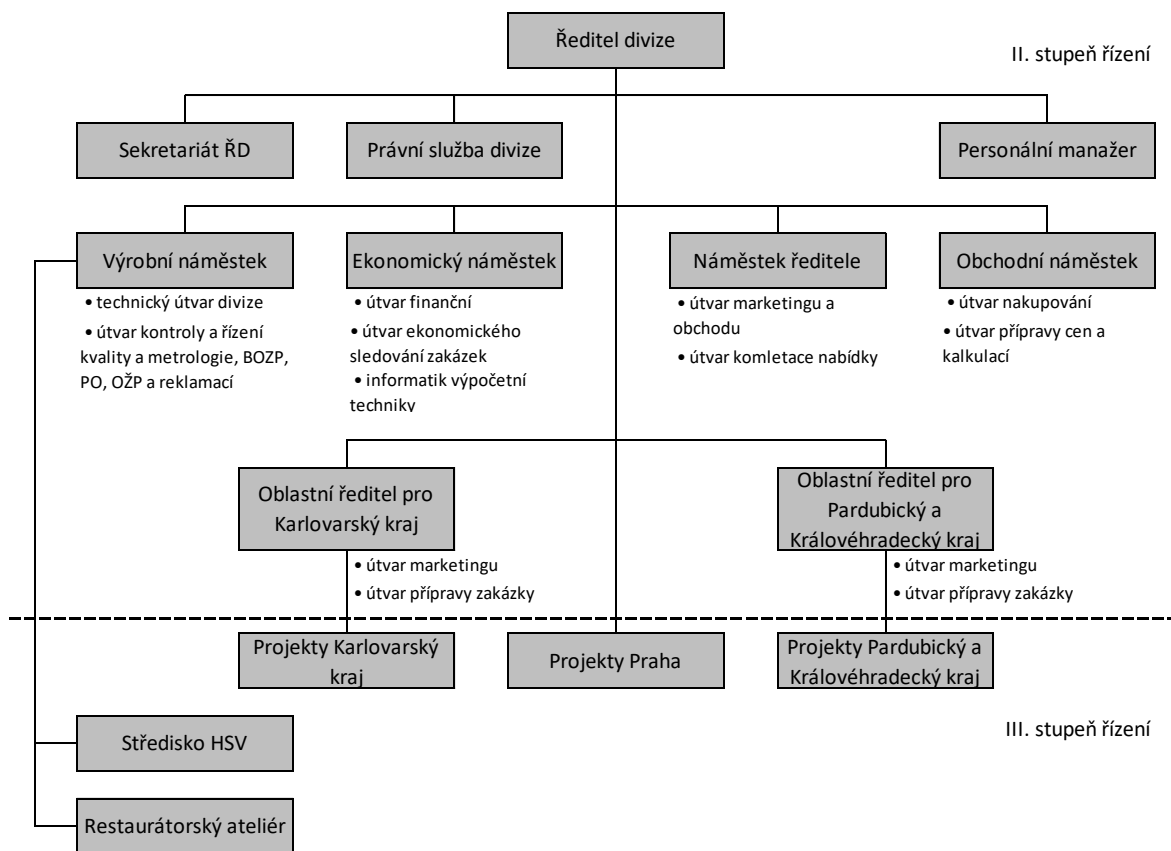 Ředitel divize
II. stupeň řízení
Sekretariát ŘD
Právní služba divize
Personální manažer
Výrobní náměstek
• technický útvar divize
• útvar kontroly a řízení
kvality a metrologie, BOZP,
PO, OŽP a reklamací
Ekonomický náměstek
• útvar finanční
• útvar ekonomického
sledování zakázek
• informatik výpočetní
techniky
Náměstek ředitele
• útvar marketingu a
obchodu
• útvar komletace nabídky
Obchodní náměstek
• útvar nakupování
• útvar přípravy cen a
kalkulací
Oblastní ředitel pro
Karlovarský kraj
• útvar marketingu
• útvar přípravy zakázky
Oblastní ředitel pro
Pardubický a
Královéhradecký kraj
• útvar marketingu
• útvar přípravy zakázky
Projekty Karlovarský
kraj
Projekty Praha
Projekty Pardubický a
Královéhradecký kraj
III. stupeň řízení
Středisko HSV
Restaurátorský ateliér